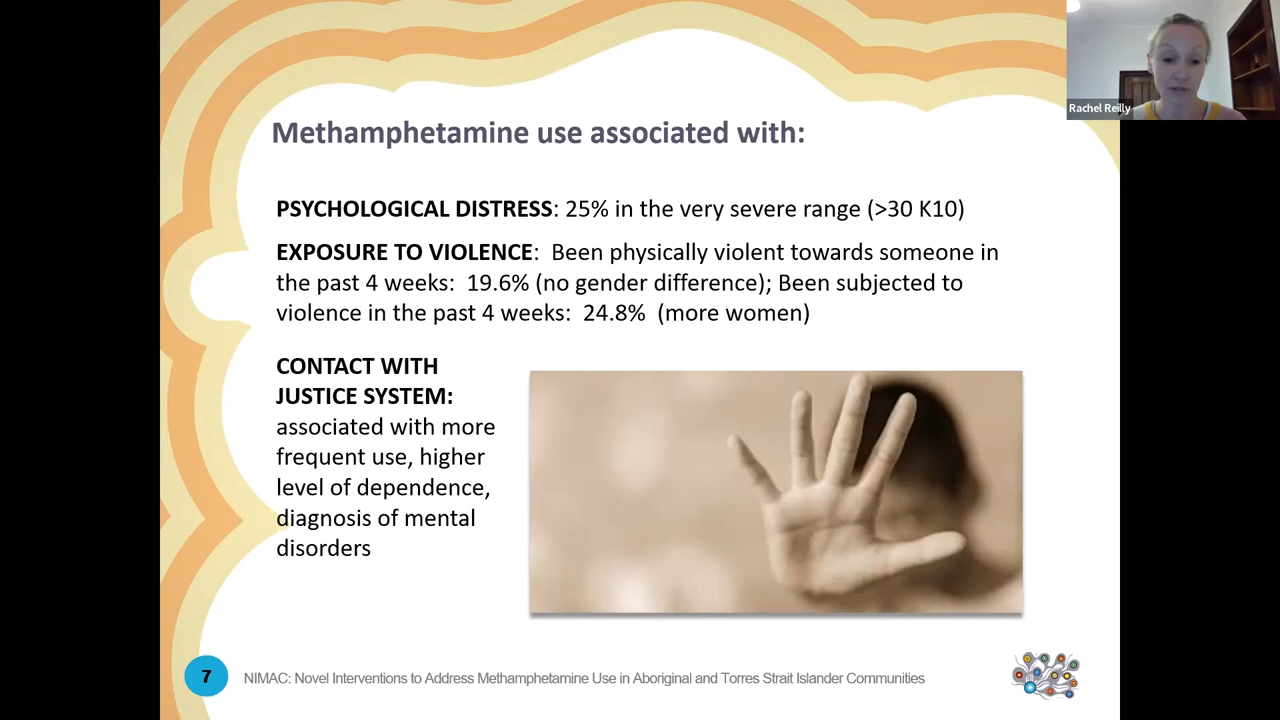 Rachel Reilly
Methamphetamine use associated with:
PSYCHOLOGICAL DISTRESS: 25% in the very severe range (>30 K10)
EXPOSURE TO VIOLENCE:  Been physically violent towards someone in
the past 4 weeks:  19.6% (no gender difference); Been subjected to
violence in the past 4 weeks:  24.8%  (more women)
CONTACT WITH
JUSTICE SYSTEM:
associated with more
frequent use, higher
level of dependence,
diagnosis of mental
disorders
7
NIMAC: Novel Interventions to Address Methamphetamine Use in Aboriginal and Torres Strait Islander Communities